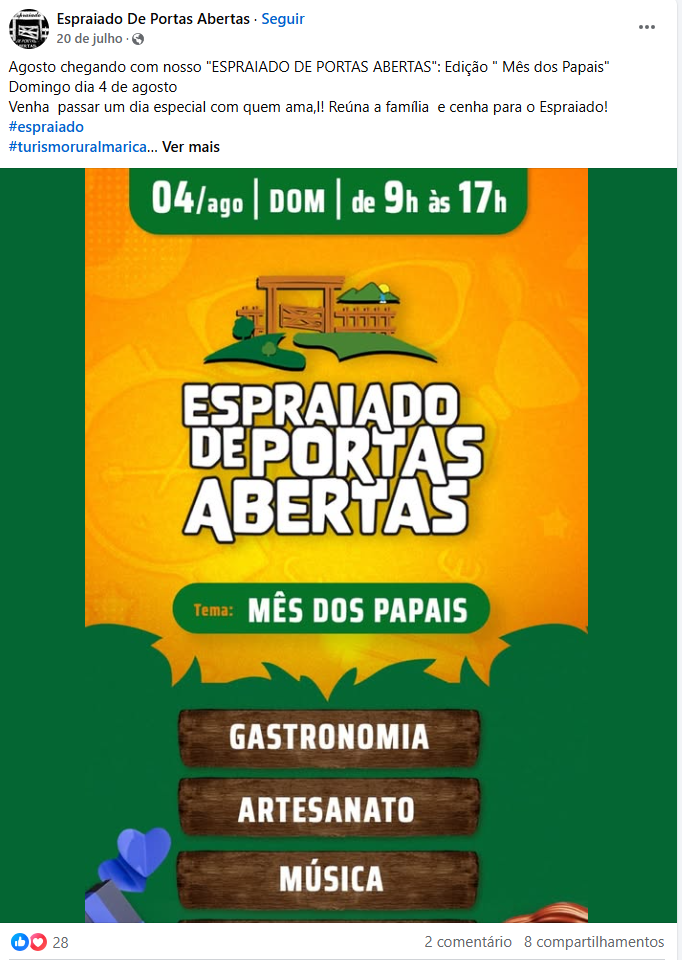 Espraiado De Portas Abertas · Seguir
20 de julho ·
Agosto chegando com nosso "ESPRAIADO DE PORTAS ABERTAS": Edição " Mês dos Papais"
Domingo dia 4 de agosto
Venha  passar um dia especial com quem ama,l! Reúna a família  e cenha para o Espraiado!
#espraiado
#turismoruralmarica... Ver mais
04/ago | DOM | de 9h às 17h
ESPRAIADO
DE PORTAS
ABERTAS
Tema: MÊS DOS PAPAIS
GASTRONOMIA
ARTESANATO
MÚSICA
28
2 comentário 8 compartilhamentos